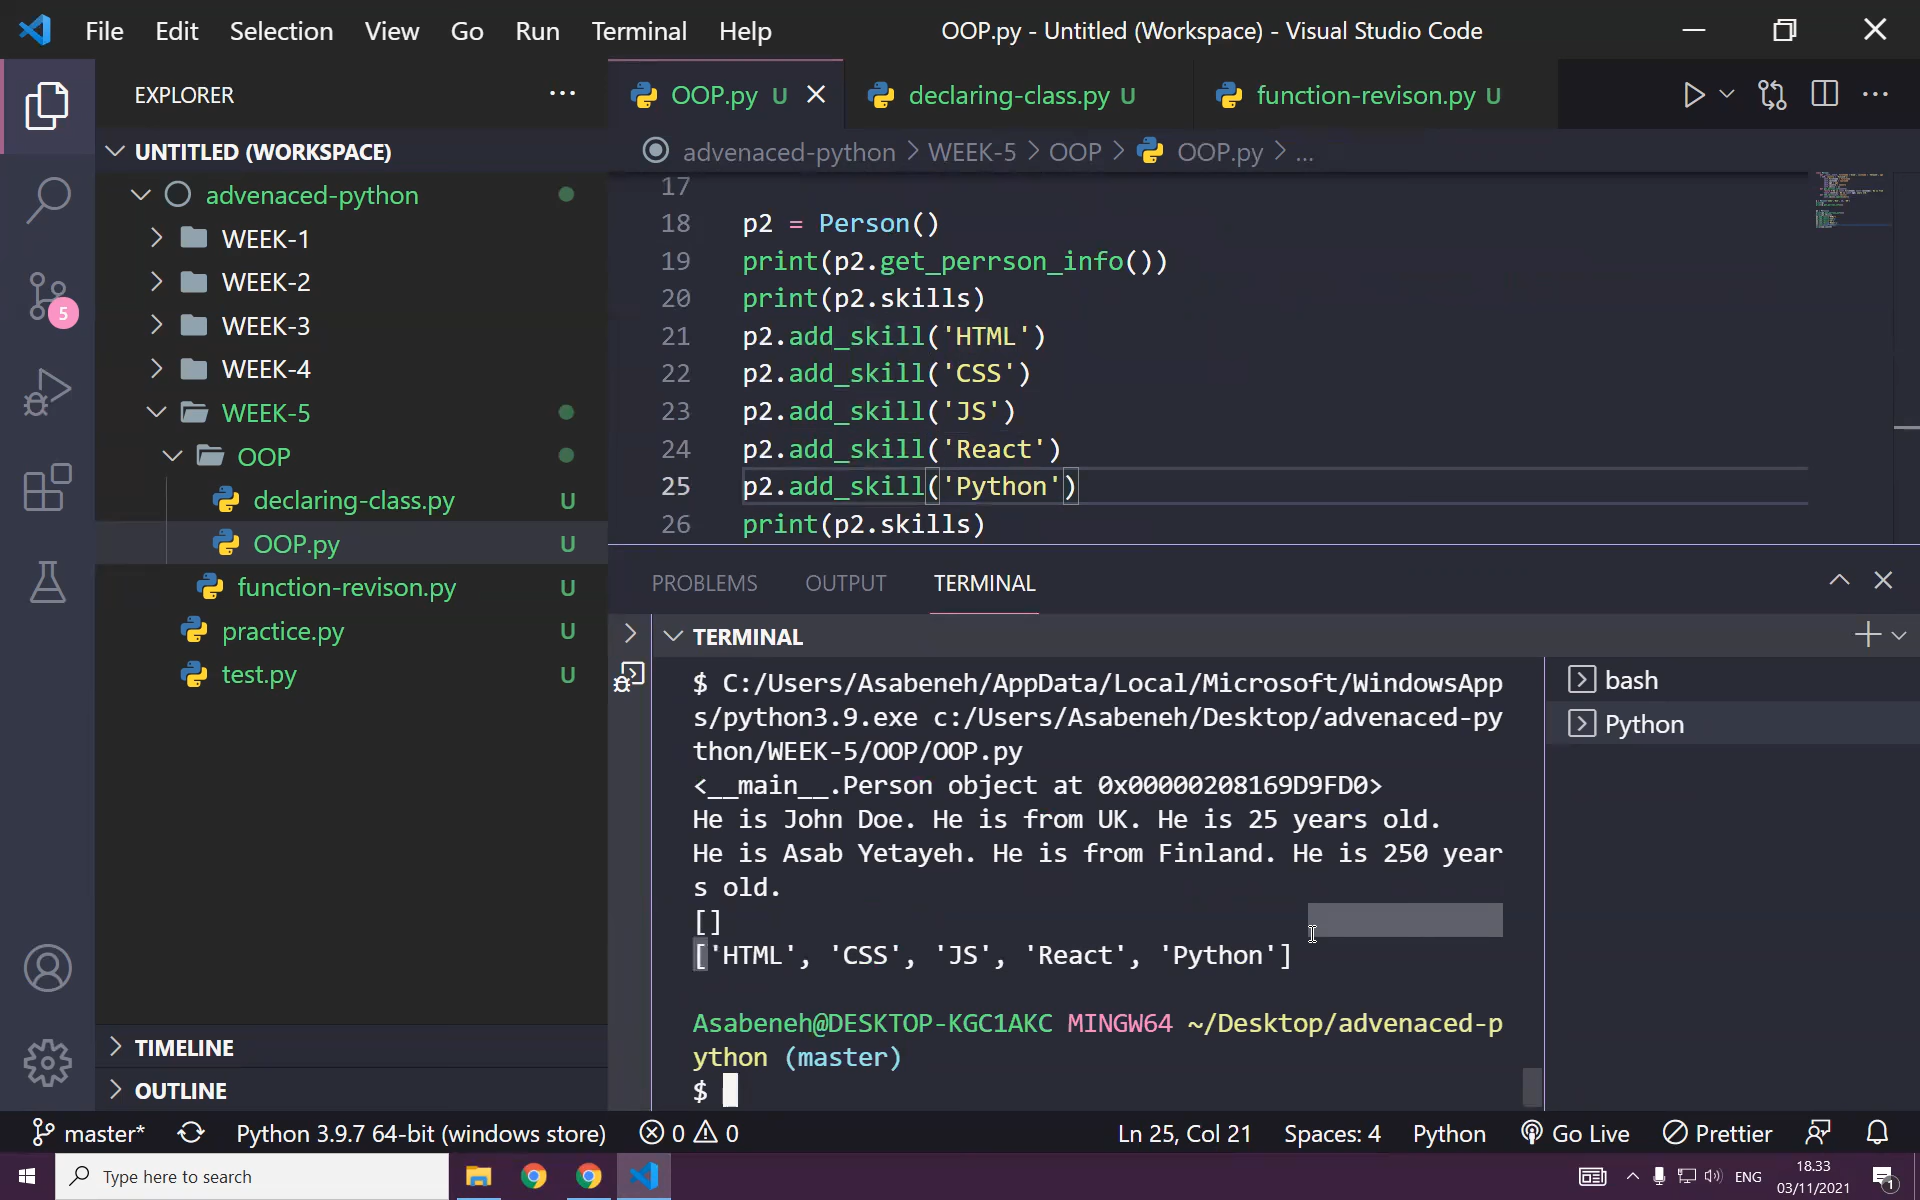 File Edit Selection View Go Run Terminal Help OOP.py - Untitled (Workspace) - Visual Studio Code
EXPLORER
OOP.py U
declaring-class.py U
function-revison.py U
UNTITLED (WORKSPACE)
advenaced-python
WEEK-1
WEEK-2
WEEK-3
WEEK-4
WEEK-5
OOP
declaring-class.py U
OOP.py U
function-revison.py U
practice.py U
test.py U
5
TIMELINE
OUTLINE
advenaced-python > WEEK-5 > OOP > OOP.py > ...
17
18 p2 = Person()
19 print(p2.get_perrson_info())
20 print(p2.skills)
21 p2.add_skill('HTML')
22 p2.add_skill('CSS')
23 p2.add_skill('JS')
24 p2.add_skill('React')
25 p2.add_skill('Python')
26 print(p2.skills)
PROBLEMS OUTPUT TERMINAL
TERMINAL
$ C:/Users/Asabeneh/AppData/Local/Microsoft/WindowsApp
s/python3.9.exe c:/Users/Asabeneh/Desktop/advenaced-py
thon/WEEK-5/OOP/OOP.py
<__main__.Person object at 0x00000208169D9FD0>
He is John Doe. He is from UK. He is 25 years old.
He is Asab Yetayeh. He is from Finland. He is 250 year
s old.
[]
['HTML', 'CSS', 'JS', 'React', 'Python']
Asabeneh@DESKTOP-KGC1AKC MINGW64 ~/Desktop/advenaced-p
ython (master)
$
bash
Python
master* Python 3.9.7 64-bit (windows store) 0 0 Ln 25, Col 21 Spaces: 4 Python Go Live Prettier
Type here to search
ENG
18.33
03/11/2021
1